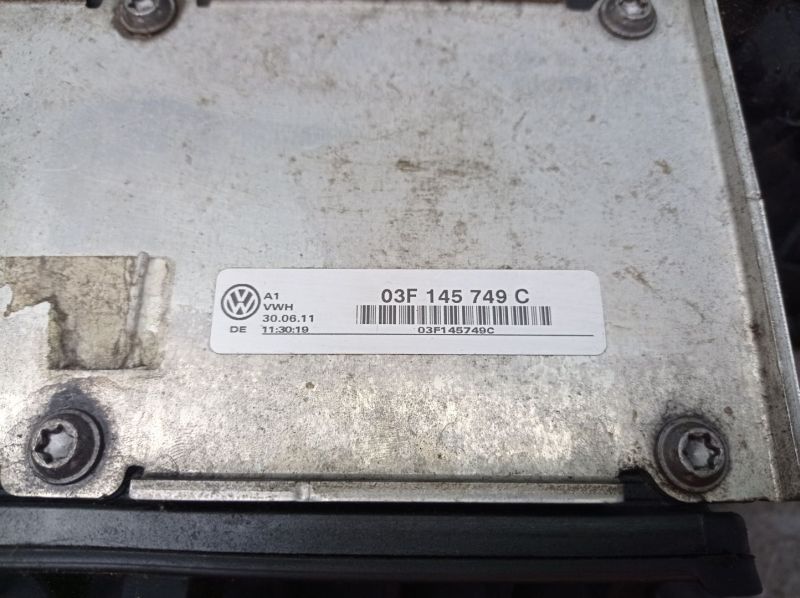 A1
VWH
30.06.11
DE 11:30:19
03F 145 749 C
03F145749C